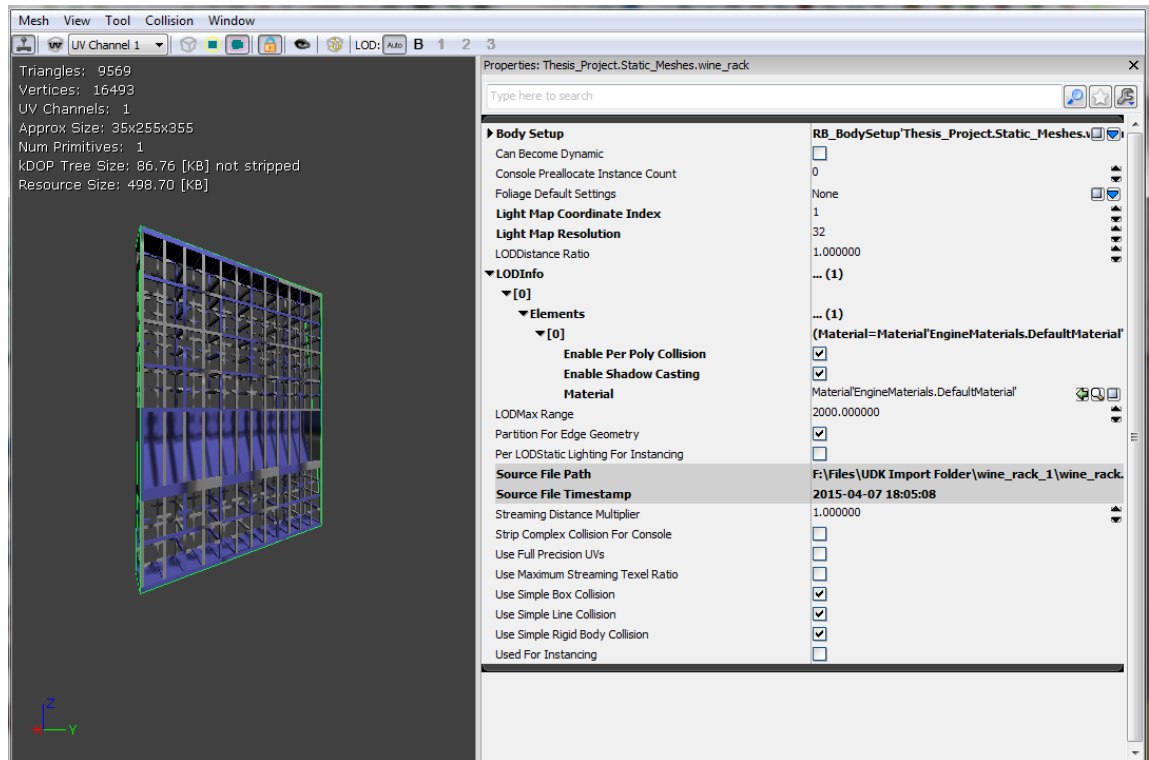 Mesh View Tool Collision Window
UV Channel 1 LOD: Auto B 1 2 3
Triangles: 9569
Vertices: 16493
UV Channels: 1
Approx Size: 35x255x355
Num Primitives: 1
kDOP Tree Size: 86.76 [KB] not stripped
Resource Size: 498.70 [KB]
Z
X Y
Properties: Thesis_Project.Static_Meshes.wine_rack
Type here to search
Body Setup RB_BodySetup'Thesis_Project.Static_Meshes.
Can Become Dynamic
Console Preallocate Instance Count 0
Foliage Default Settings None
Light Map Coordinate Index 1
Light Map Resolution 32
LODDistance Ratio 1.000000
LODInfo ... (1)
[0]
Elements ... (1)
[0] (Material=Material'EngineMaterials.DefaultMaterial'
Enable Per Poly Collision
Enable Shadow Casting
Material Material'EngineMaterials.DefaultMaterial'
LODMax Range 2000.000000
Partition For Edge Geometry
Per LODStatic Lighting For Instancing
Source File Path F:\Files\UDK Import Folder\wine_rack_1\wine_rack.
Source File Timestamp 2015-04-07 18:05:08
Streaming Distance Multiplier 1.000000
Strip Complex Collision For Console
Use Full Precision UVs
Use Maximum Streaming Texel Ratio
Use Simple Box Collision
Use Simple Line Collision
Use Simple Rigid Body Collision
Used For Instancing